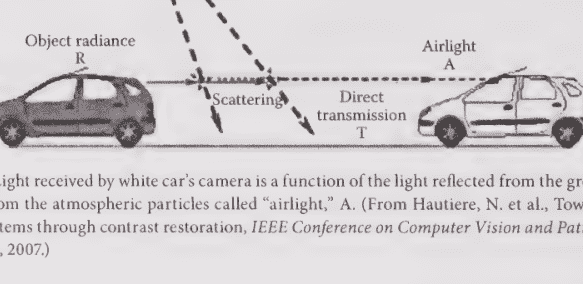 Object radiance
R
Airlight
A
Scattering
Direct
transmission
T
ight received by white car's camera is a function of the light reflected from the gr
om the atmospheric particles called “airlight,” A. (From Hautiere, N. et al., Tow
tems through contrast restoration, IEEE Conference on Computer Vision and Pat
, 2007.)